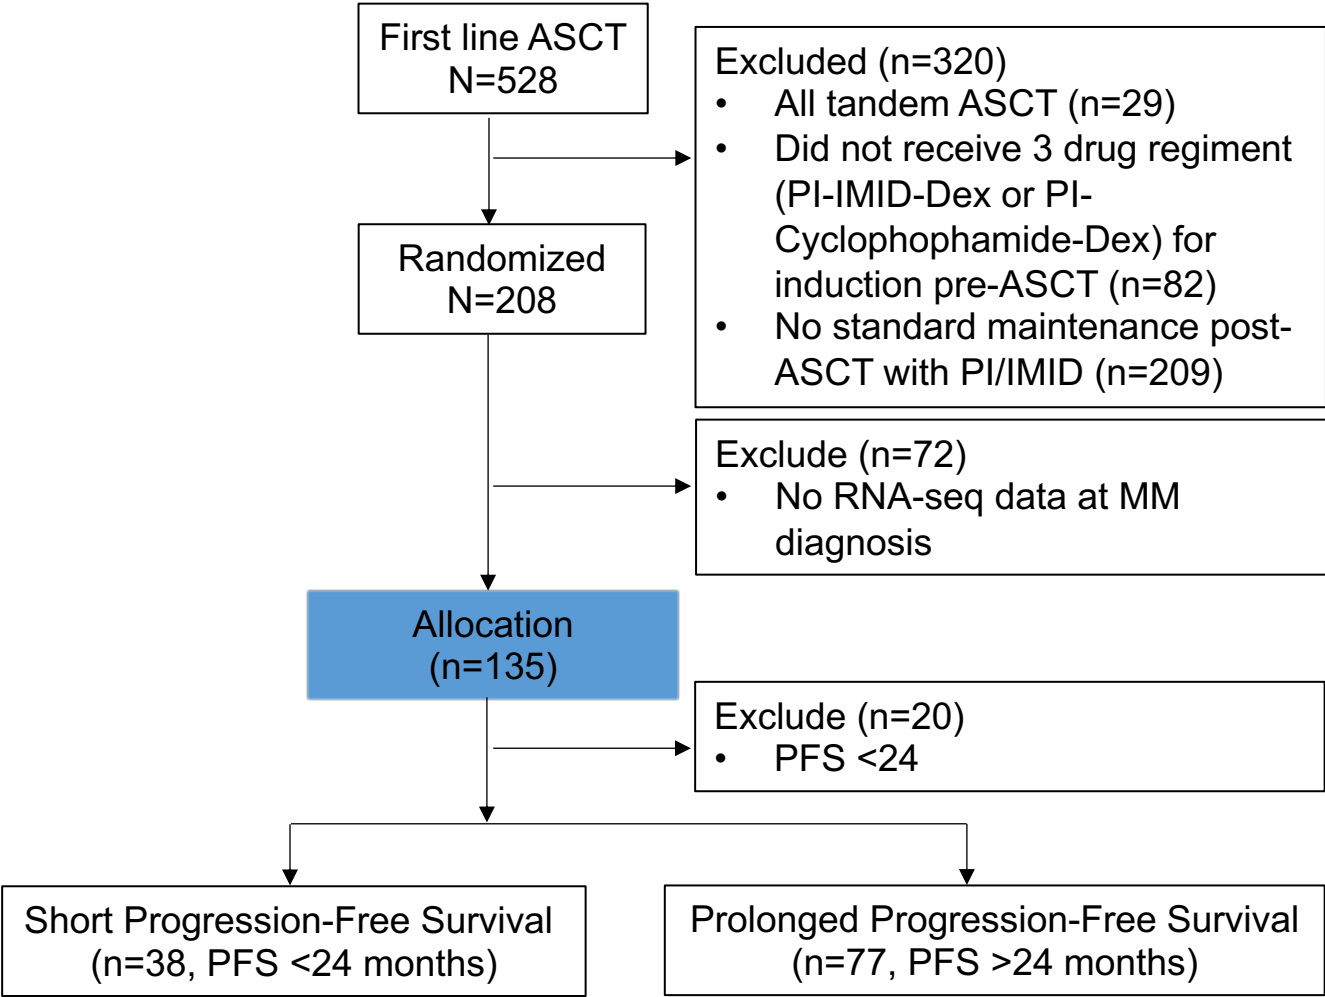 First line ASCT
N=528
Excluded (n=320)
• All tandem ASCT (n=29)
• Did not receive 3 drug regiment
(PI-IMID-Dex or PI-
Cyclophophamide-Dex) for
induction pre-ASCT (n=82)
• No standard maintenance post-
ASCT with PI/IMID (n=209)
Randomized
N=208
Exclude (n=72)
• No RNA-seq data at MM
diagnosis
Allocation
(n=135)
Exclude (n=20)
• PFS <24
Short Progression-Free Survival
(n=38, PFS <24 months)
Prolonged Progression-Free Survival
(n=77, PFS >24 months)